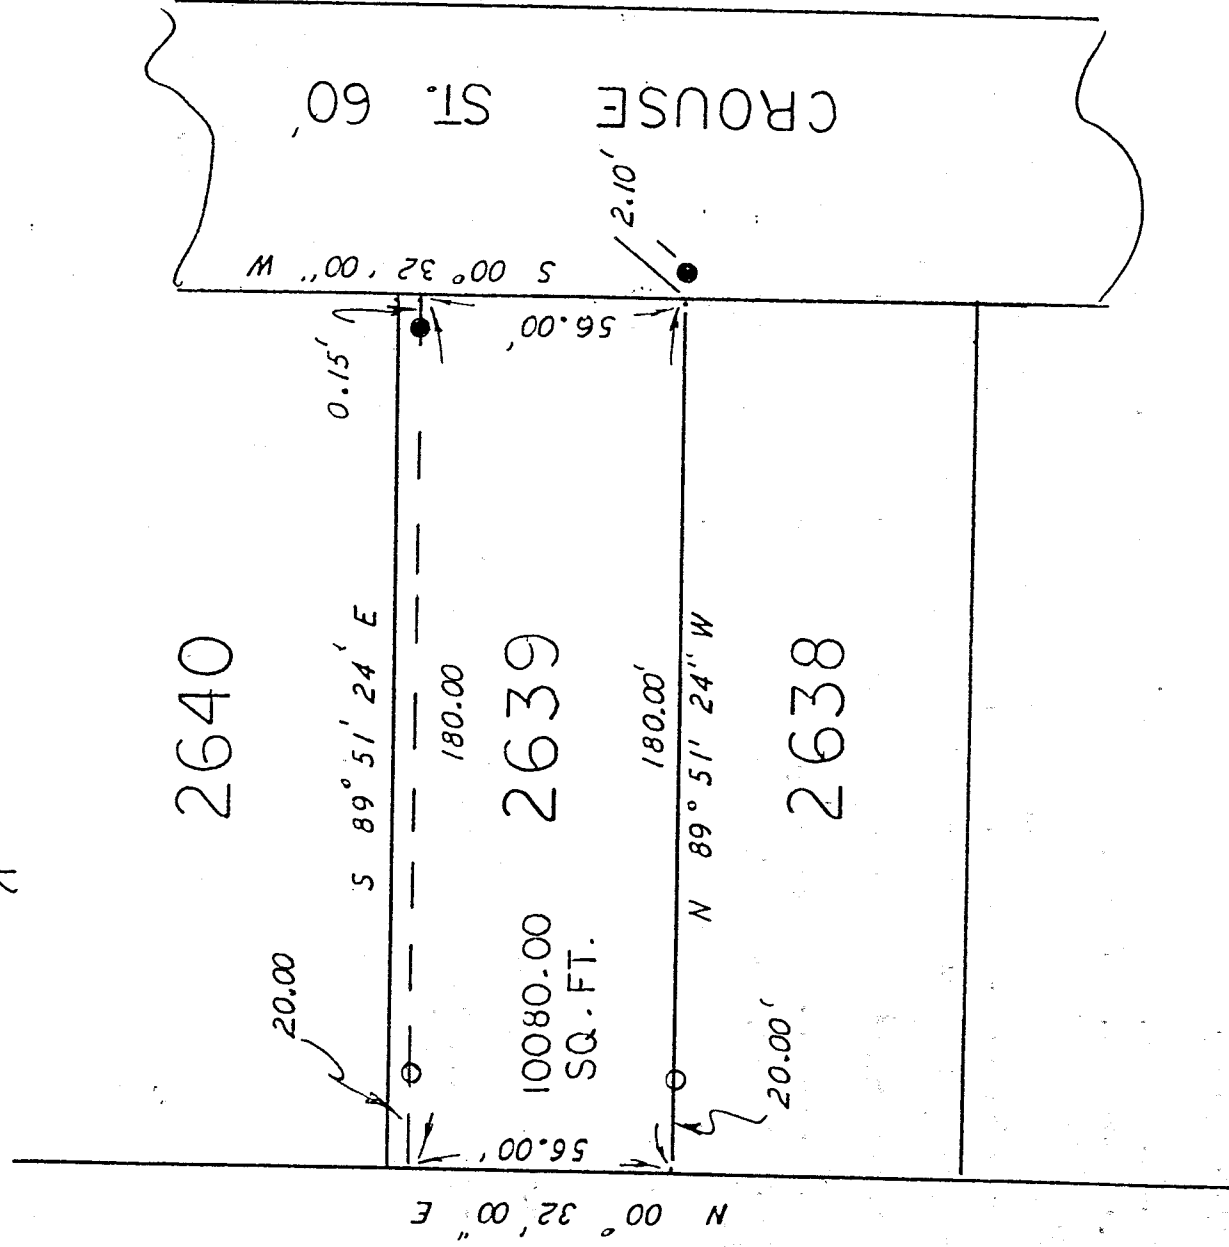 CROUSE ST. 60'
2.10'
S 00° 32' 00" W
56.00'
0.15'
2640
S 89° 51' 24' E
180.00
2639
10080.00
SQ. FT.
180.00'
N 89° 51' 24" W
2638
20.00
20.00'
56.00'
N 00° 32' 00" E